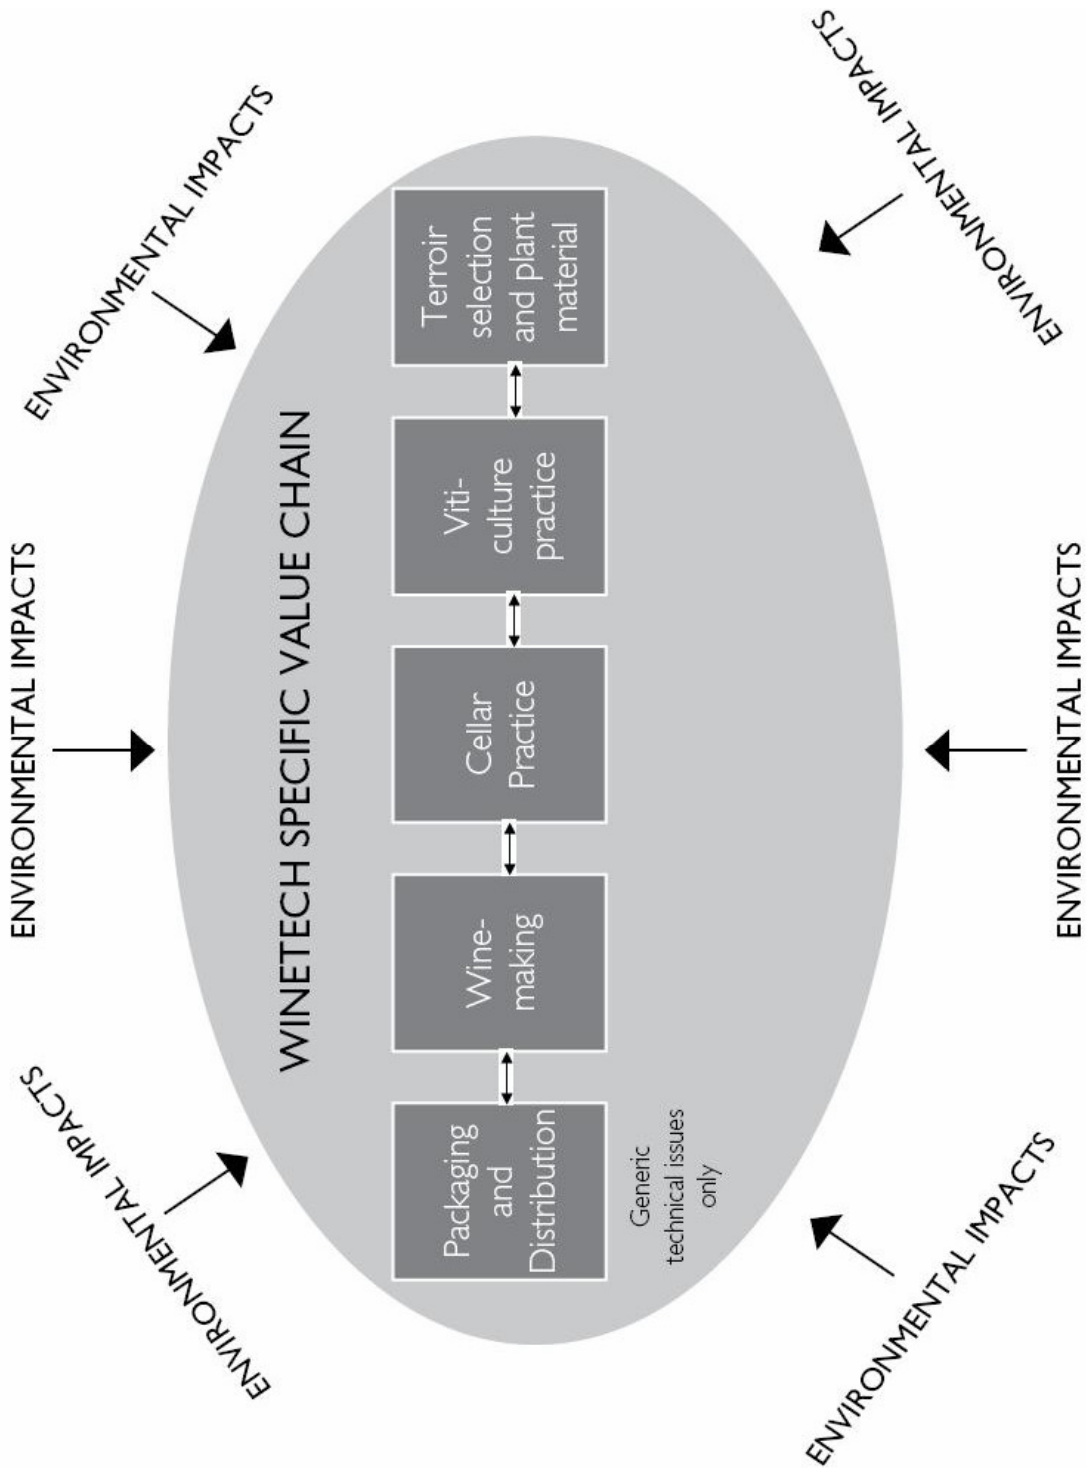 ENVIRONMENTAL IMPACTS
ENVIRONMENTAL IMPACTS
ENVIRONMENTAL IMPACTS
WINETECH SPECIFIC VALUE CHAIN
Packaging
and
Distribution
Wine-
making
Cellar
Practice
Viti-
culture
practice
Terroir
selection
and plant
material
Generic
technical issues
only
ENVIRONMENTAL IMPACTS
ENVIRONMENTAL IMPACTS
ENVIRONMENTAL IMPACTS